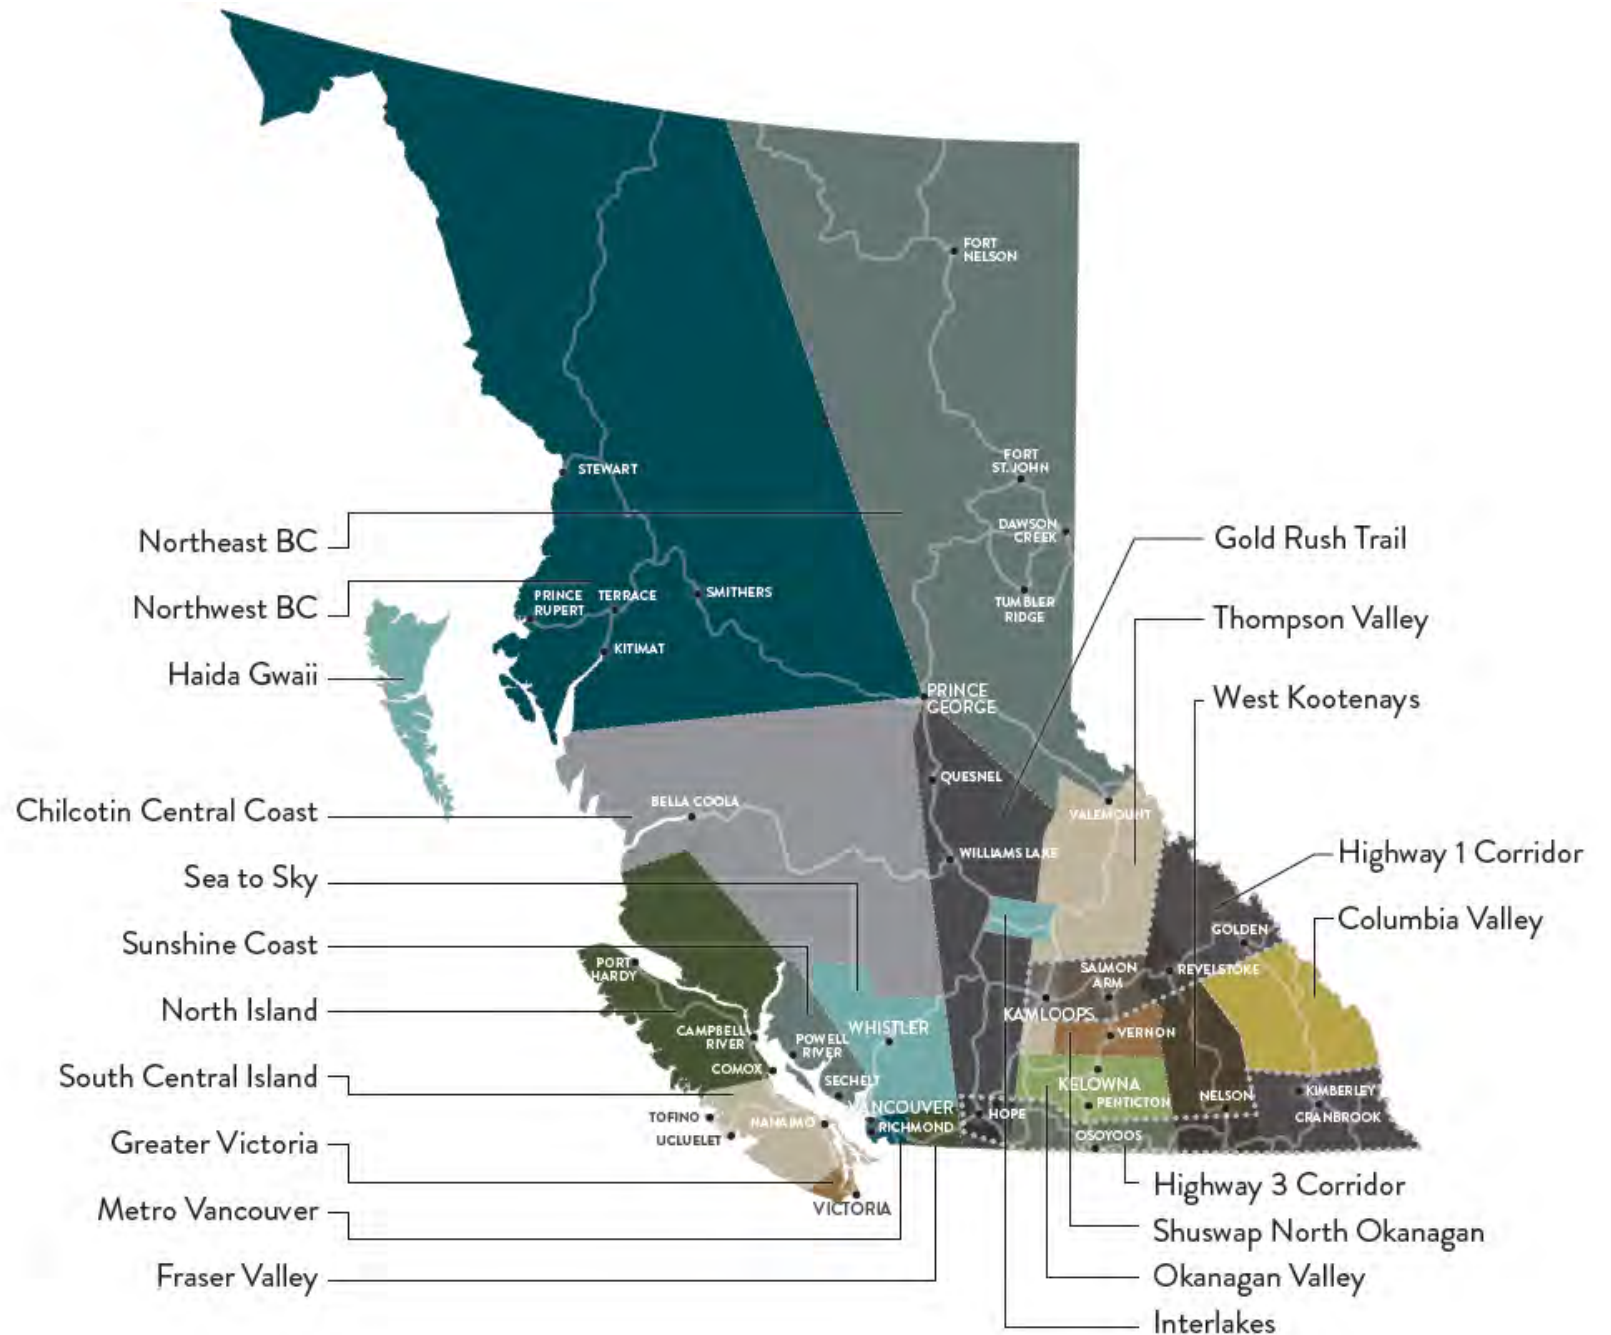 FORT
NELSON
FORT
ST. JOHN
STEWART
DAWSON
CREEK
Northeast BC
Gold Rush Trail
PRINCE
RUPERT
TERRACE
SMITHERS
TUMBLER
RIDGE
Northwest BC
Thompson Valley
KITIMAT
Haida Gwaii
PRINCE
GEORGE
West Kootenays
QUESNEL
BELLA COOLA
VALEMOUNT
Chilcotin Central Coast
WILLIAMS LAKE
Highway 1 Corridor
Sea to Sky
Columbia Valley
GOLDEN
Sunshine Coast
PORT
HARDY
SALMON
ARM
REVELSTOKE
North Island
KAMLOOPS
CAMPBELL
RIVER
POWELL
RIVER
WHISTLER
VERNON
COMOX
South Central Island
SECHELT
KELOWNA
KIMBERLEY
PENTICTON
NELSON
TOFINO
NANAIMO
VANCOUVER
HOPE
CRANBROOK
RICHMOND
UCLUELET
OSOYOOS
Greater Victoria
Highway 3 Corridor
VICTORIA
Metro Vancouver
Shuswap North Okanagan
Fraser Valley
Okanagan Valley
Interlakes